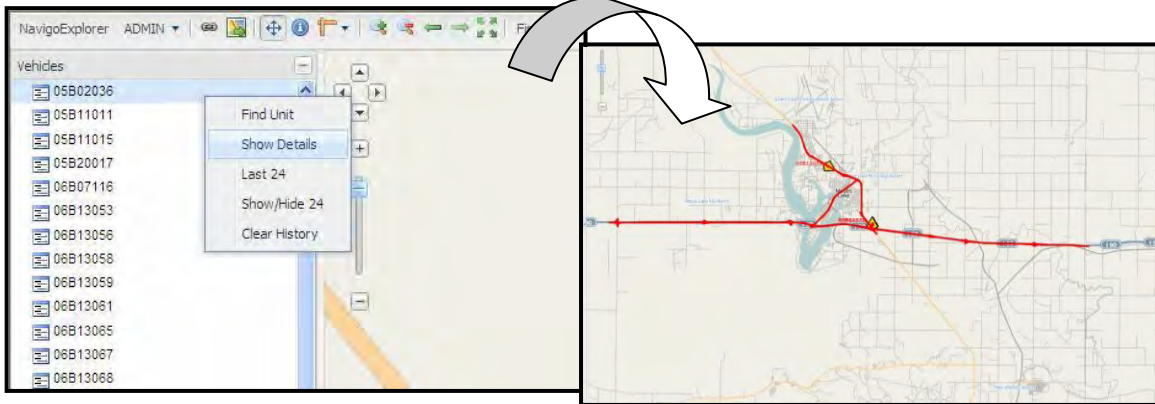 NavigoExplorer ADMIN
Vehicles
05B02036
05B11011
05B11015
05B20017
06B07116
06B13053
06B13056
06B13058
06B13059
06B13061
06B13065
06B13067
06B13068
Find Unit
Show Details
Last 24
Show/Hide 24
Clear History